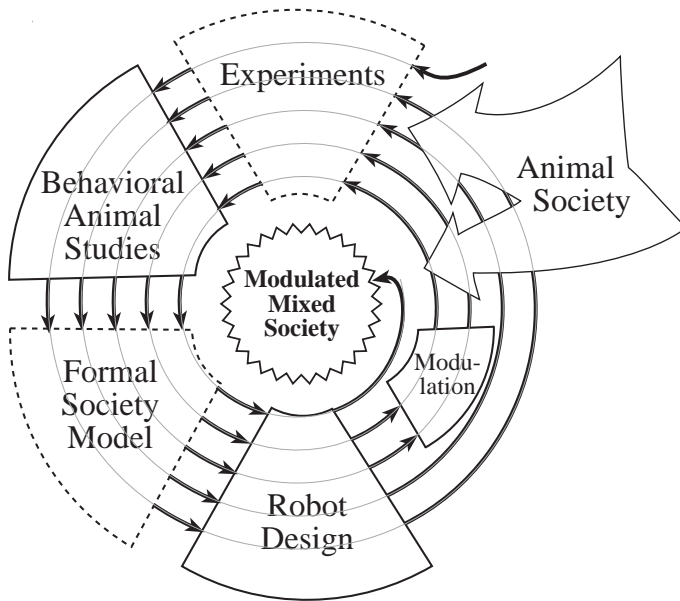 Experiments
Animal
Society
Behavioral
Animal
Studies
Modulated
Mixed
Society
Modu-
lation
Formal
Society
Model
Robot
Design